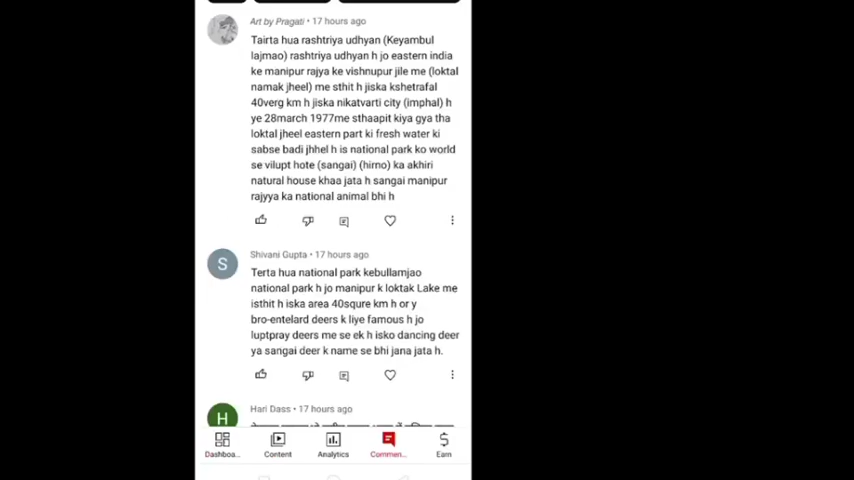 Art by Pragati • 17 hours ago
Tairta hua rashtriya udhyan (Keyambul
lajmao) rashtriya udhyan h jo eastern india
ke manipur rajya ke vishnupur jile me (loktal
namak jheel) me sthit h jiska kshetrafal
40verg km h jiska nikatvarti city (imphal) h
ye 28march 1977me sthaapit kiya gya tha
loktal jheel eastern part ki fresh water ki
sabse badi jhhel h is national park ko world
se vilupt hote (sangai) (hirno) ka akhiri
natural house khaa jata h sangai manipur
rajyya ka national animal bhi h
S
Shivani Gupta • 17 hours ago
Terta hua national park kebullamjao
national park h jo manipur k loktak Lake me
isthit h iska area 40squre km h or y
bro-entelard deers k liye famous h jo
luptpray deers me se ek h isko dancing deer
ya sangai deer k name se bhi jana jata h.
H
Hari Dass • 17 hours ago
Dashboa... Content Analytics Commen... Earn